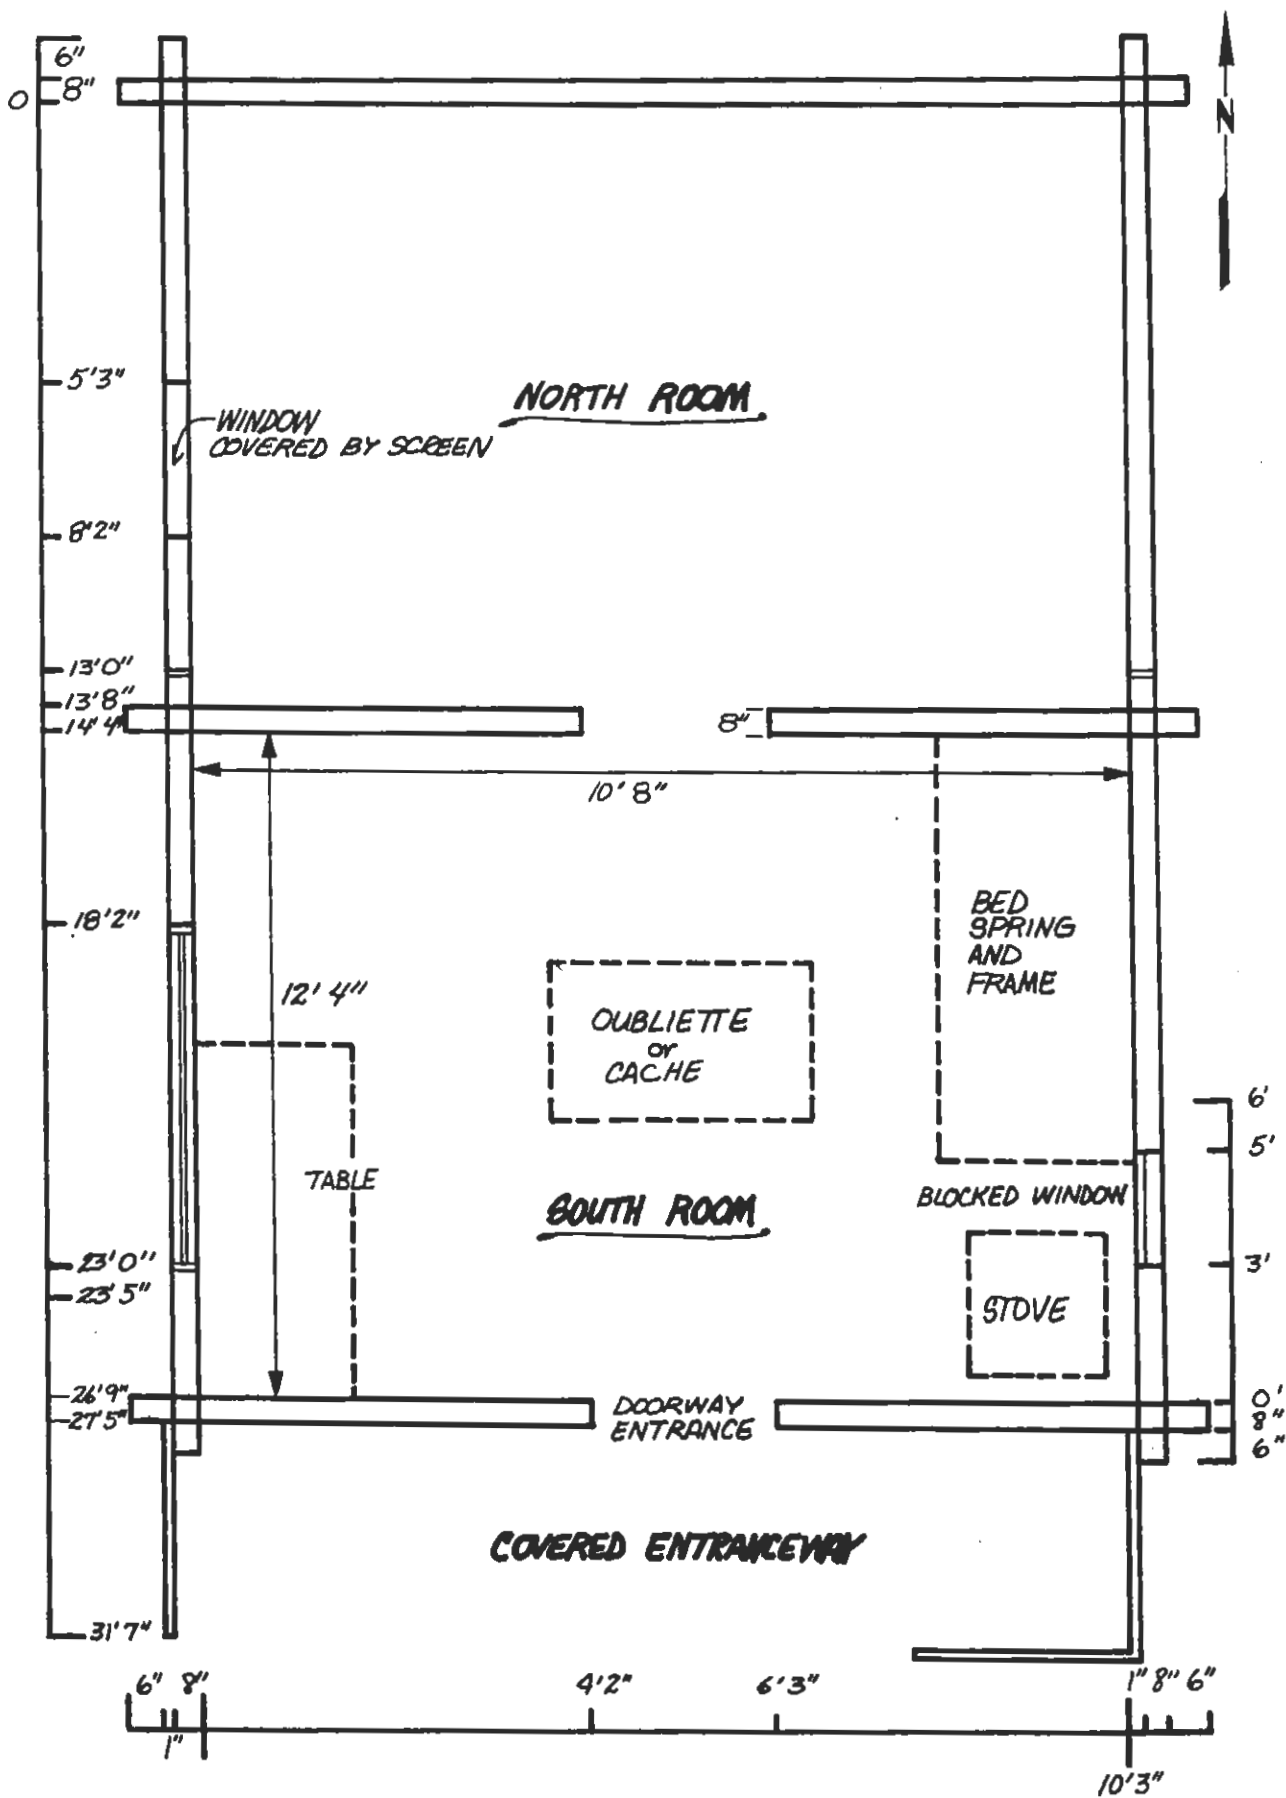 6"
8"
0
N
5'3"
NORTH ROOM
WINDOW
COVERED BY SCREEN
8'2"
13'0"
13'8"
14'4"
8"
10'8"
BED
SPRING
AND
FRAME
18'2"
12'4"
OUBLIETTE
or
CACHE
6'
5'
TABLE
BLOCKED WINDOW
SOUTH ROOM
23'0"
3'
23'5"
STOVE
26'9"
27'5"
DOORWAY
ENTRANCE
0'
8"
6"
COVERED ENTRANCEWAY
31'7"
6" 8"
4'2"
6'3"
1" 8" 6"
1"
10'3"